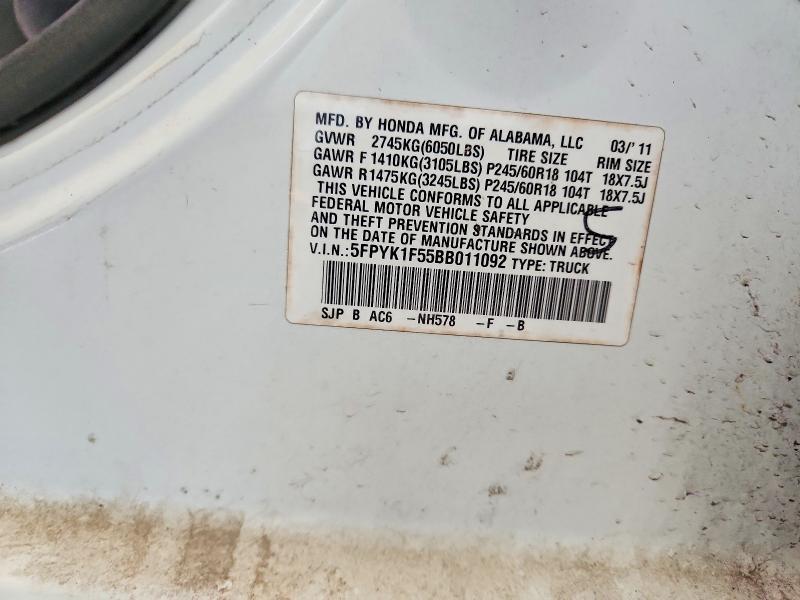 MFD. BY HONDA MFG. OF ALABAMA, LLC 03/'11
GVWR 2745KG(6050LBS) TIRE SIZE RIM SIZE
GAWR F 1410KG(3105LBS) P245/60R18 104T 18X7.5J
GAWR R1475KG(3245LBS) P245/60R18 104T 18X7.5J
THIS VEHICLE CONFORMS TO ALL APPLICABLE
FEDERAL MOTOR VEHICLE SAFETY
AND THEFT PREVENTION STANDARDS IN EFFECT
ON THE DATE OF MANUFACTURE SHOWN ABOVE.
V.I.N.: 5FPYK1F55BB011092 TYPE: TRUCK
SJP B AC6 -NH578 -F -B